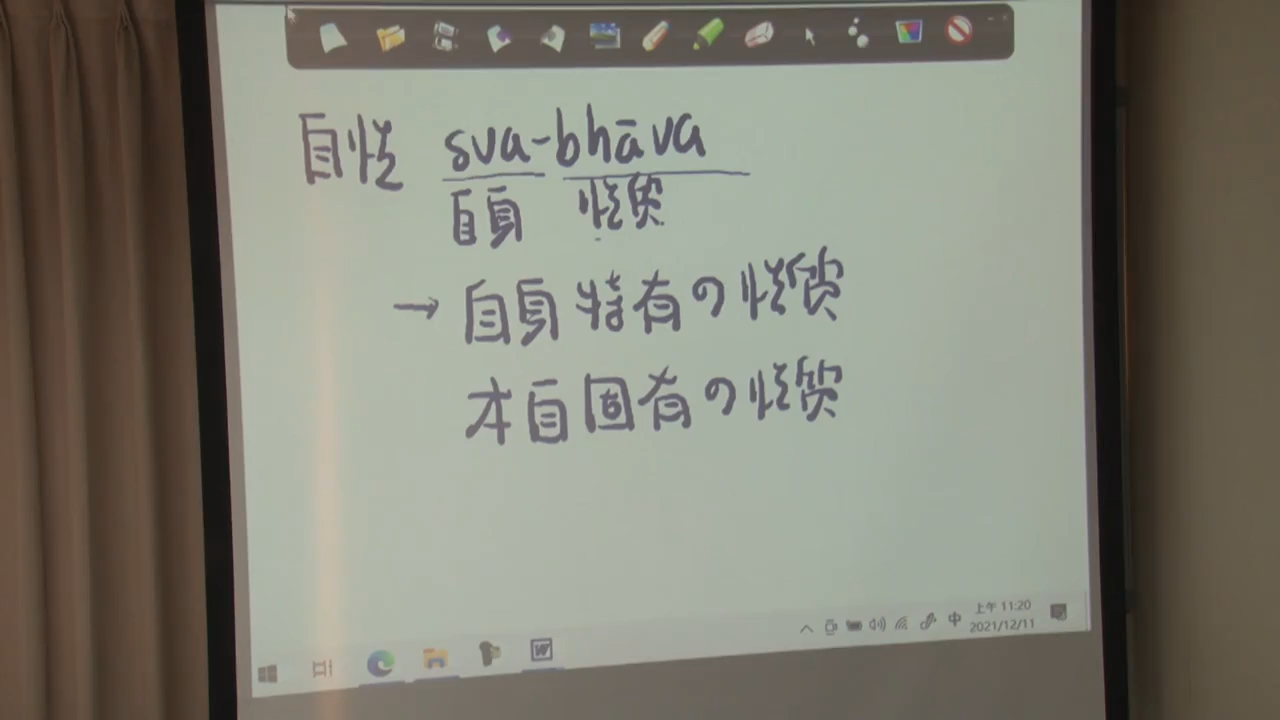 自性 sva-bhāva
自身 性質
→ 自身特有の性質
本自固有の性質
中 上午 11:20
2021/12/11